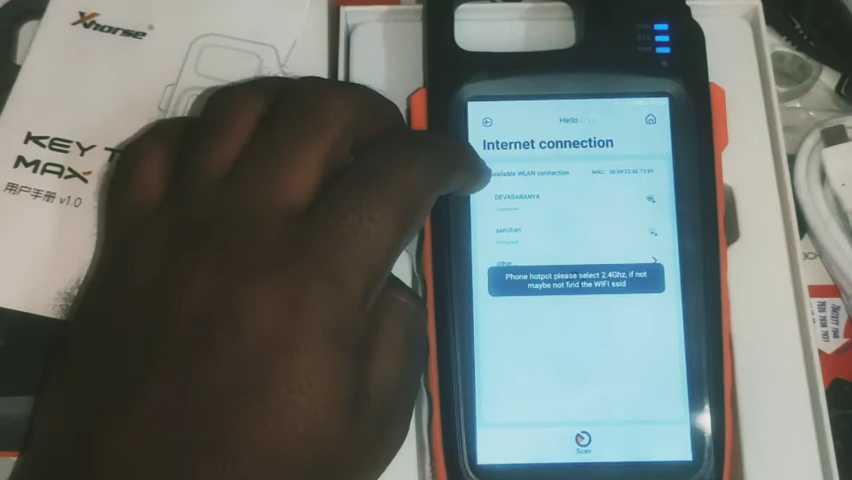 Xhorse
KEY T
MAX
用户手册 v1.0
Hello
Internet connection
vailable WLAN connection
DEVASARANYA
sanchan
other
Phone hotpot please select 2.4Ghz, if not
maybe not find the WIFI ssid
Scan